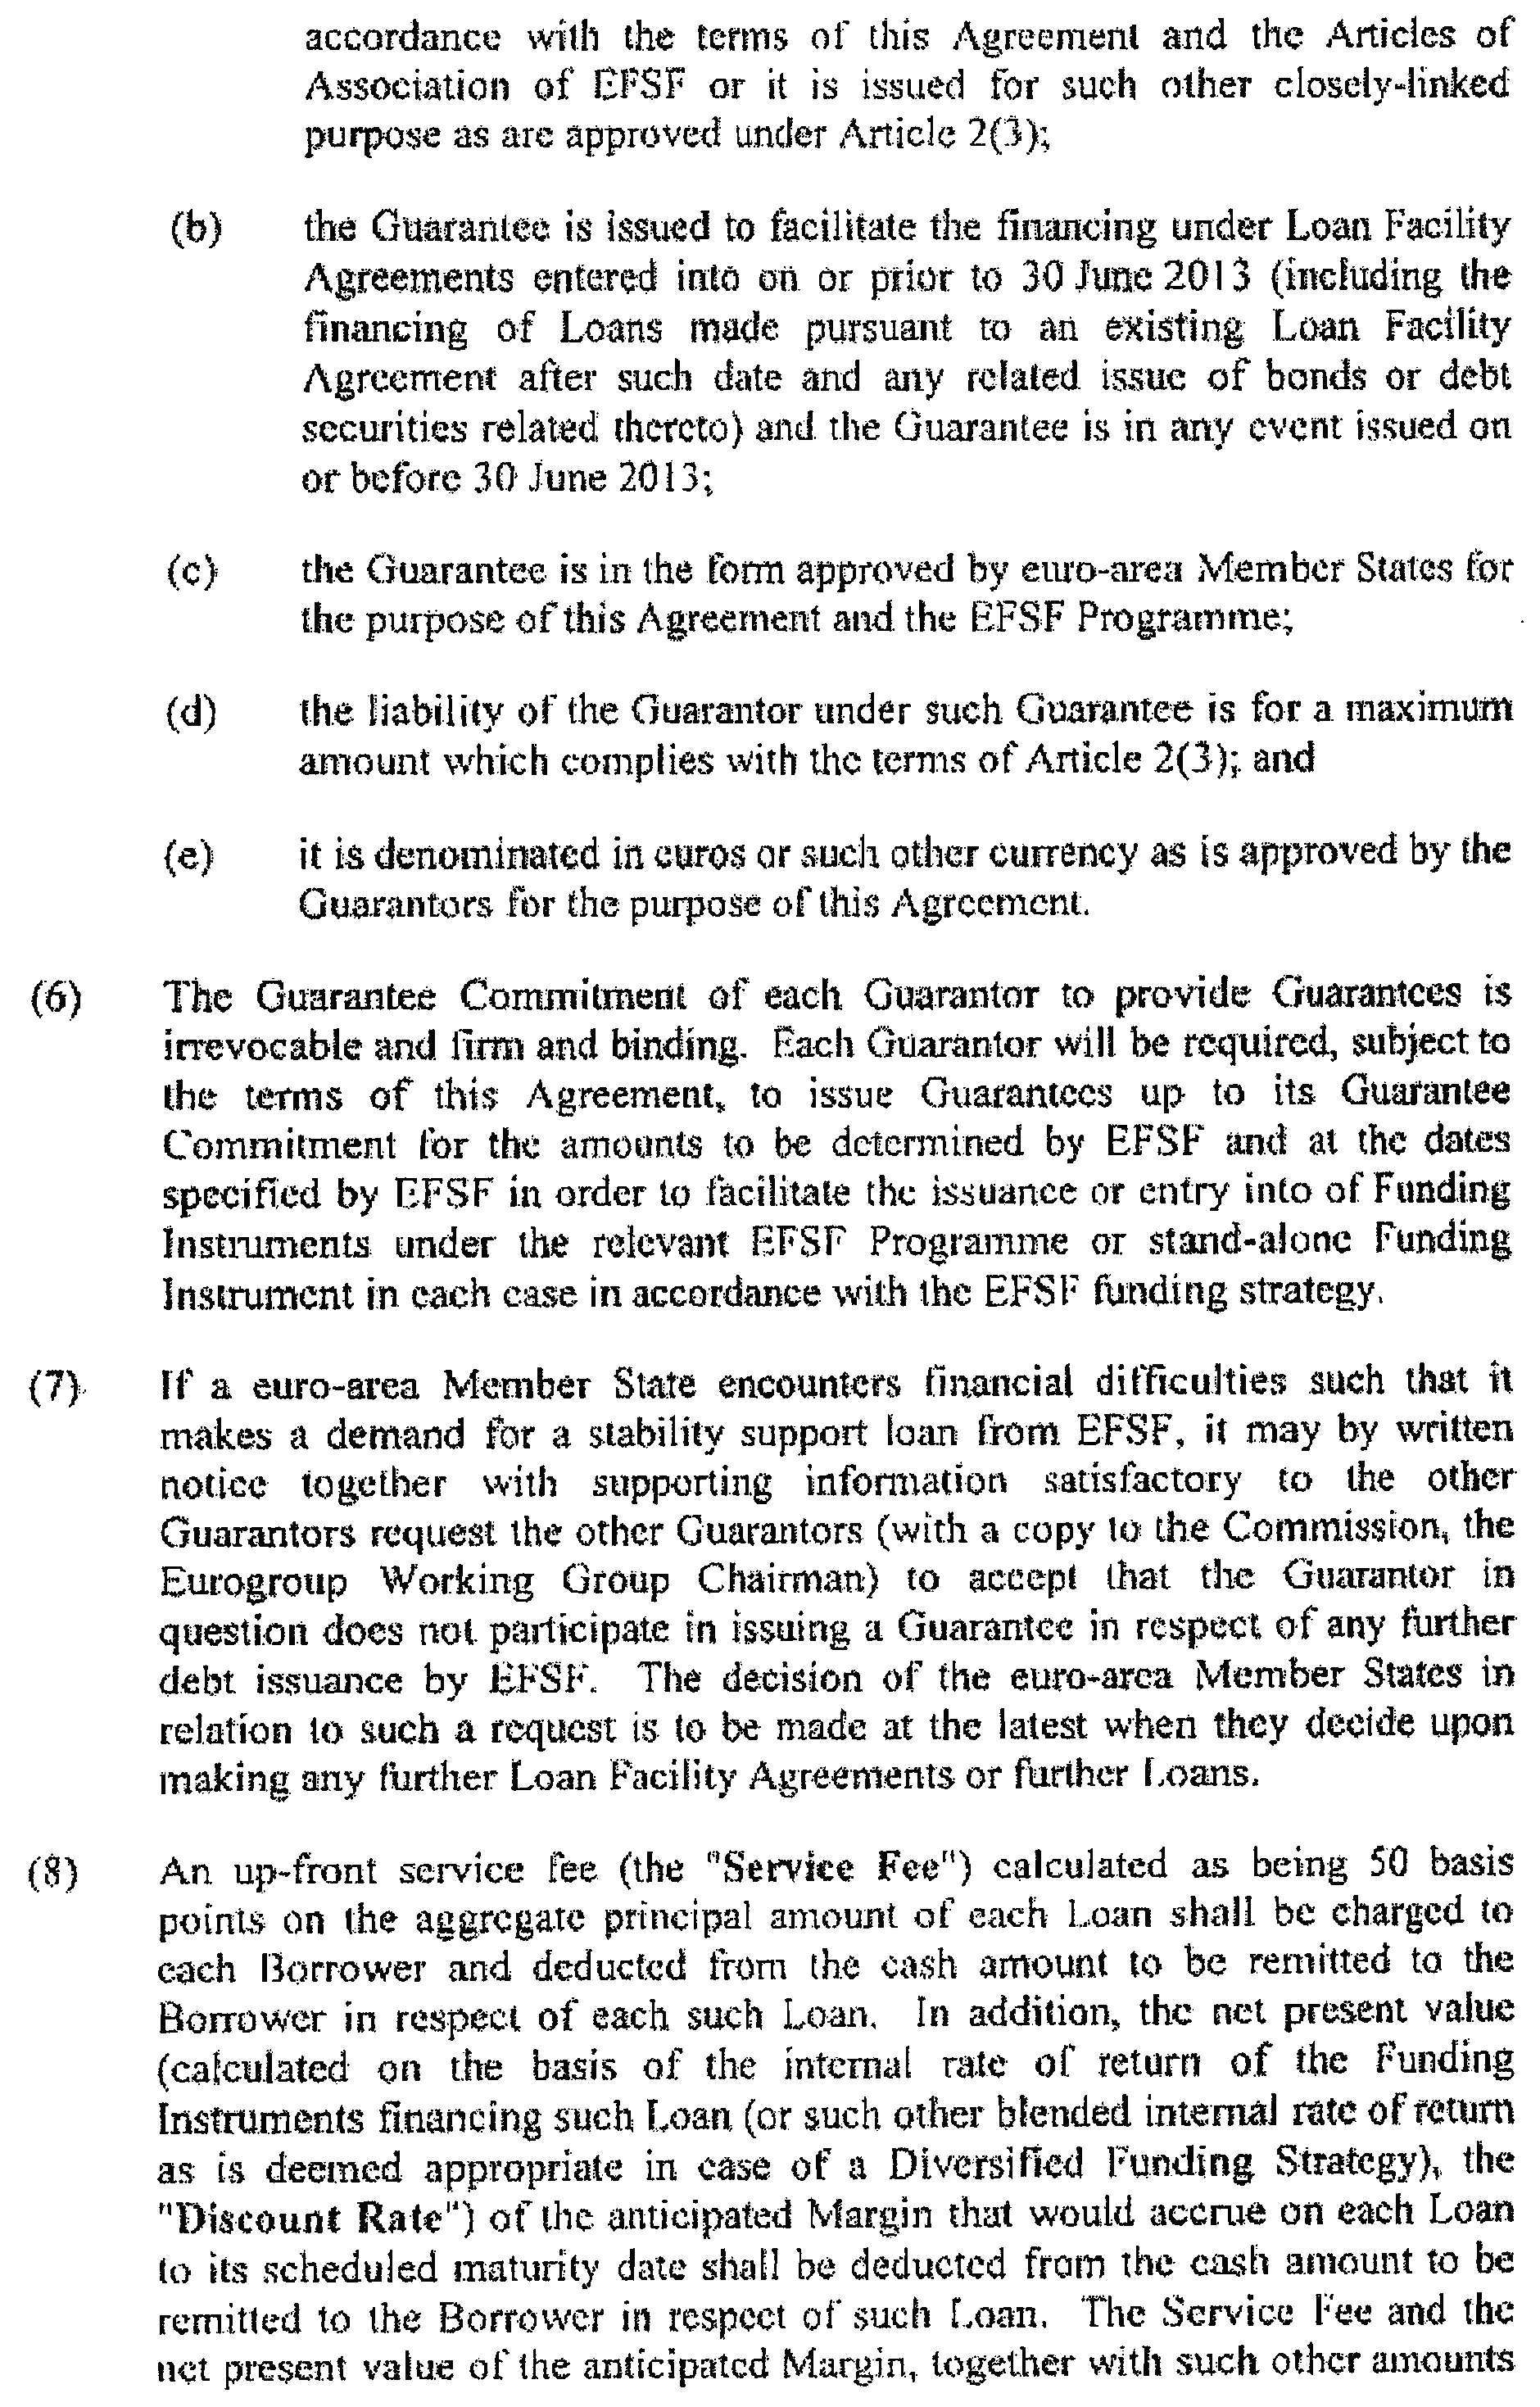 accordance with the terms of this Agreement and the Articles of
Association of EFSF or it is issued for such other closely-linked
purpose as are approved under Article 2(3);
(b) the Guarantee is issued to facilitate the financing under Loan Facility
Agreements entered into on or prior to 30 June 2013 (including the
financing of Loans made pursuant to an existing Loan Facility
Agreement after such date and any related issue of bonds or debt
securities related thereto) and the Guarantee is in any event issued on
or before 30 June 2013;
(c) the Guarantee is in the form approved by euro-area Member States for
the purpose of this Agreement and the EFSF Programme;
(d) the liability of the Guarantor under such Guarantee is for a maximum
amount which complies with the terms of Article 2(3); and
(e) it is denominated in euros or such other currency as is approved by the
Guarantors for the purpose of this Agreement.
(6) The Guarantee Commitment of each Guarantor to provide Guarantees is
irrevocable and firm and binding. Each Guarantor will be required, subject to
the terms of this Agreement, to issue Guarantees up to its Guarantee
Commitment for the amounts to be determined by EFSF and at the dates
specified by EFSF in order to facilitate the issuance or entry into of Funding
Instruments under the relevant EFSF Programme or stand-alone Funding
Instrument in each case in accordance with the EFSF funding strategy.
(7) If a euro-area Member State encounters financial difficulties such that it
makes a demand for a stability support loan from EFSF, it may by written
notice together with supporting information satisfactory to the other
Guarantors request the other Guarantors (with a copy to the Commission, the
Eurogroup Working Group Chairman) to accept that the Guarantor in
question does not participate in issuing a Guarantee in respect of any further
debt issuance by EFSF. The decision of the euro-area Member States in
relation to such a request is to be made at the latest when they decide upon
making any further Loan Facility Agreements or further Loans.
(8) An up-front service fee (the "Service Fee") calculated as being 50 basis
points on the aggregate principal amount of each Loan shall be charged to
each Borrower and deducted from the cash amount to be remitted to the
Borrower in respect of each such Loan. In addition, the net present value
(calculated on the basis of the internal rate of return of the Funding
Instruments financing such Loan (or such other blended internal rate of return
as is deemed appropriate in case of a Diversified Funding Strategy), the
"Discount Rate") of the anticipated Margin that would accrue on each Loan
to its scheduled maturity date shall be deducted from the cash amount to be
remitted to the Borrower in respect of such Loan. The Service Fee and the
net present value of the anticipated Margin, together with such other amounts